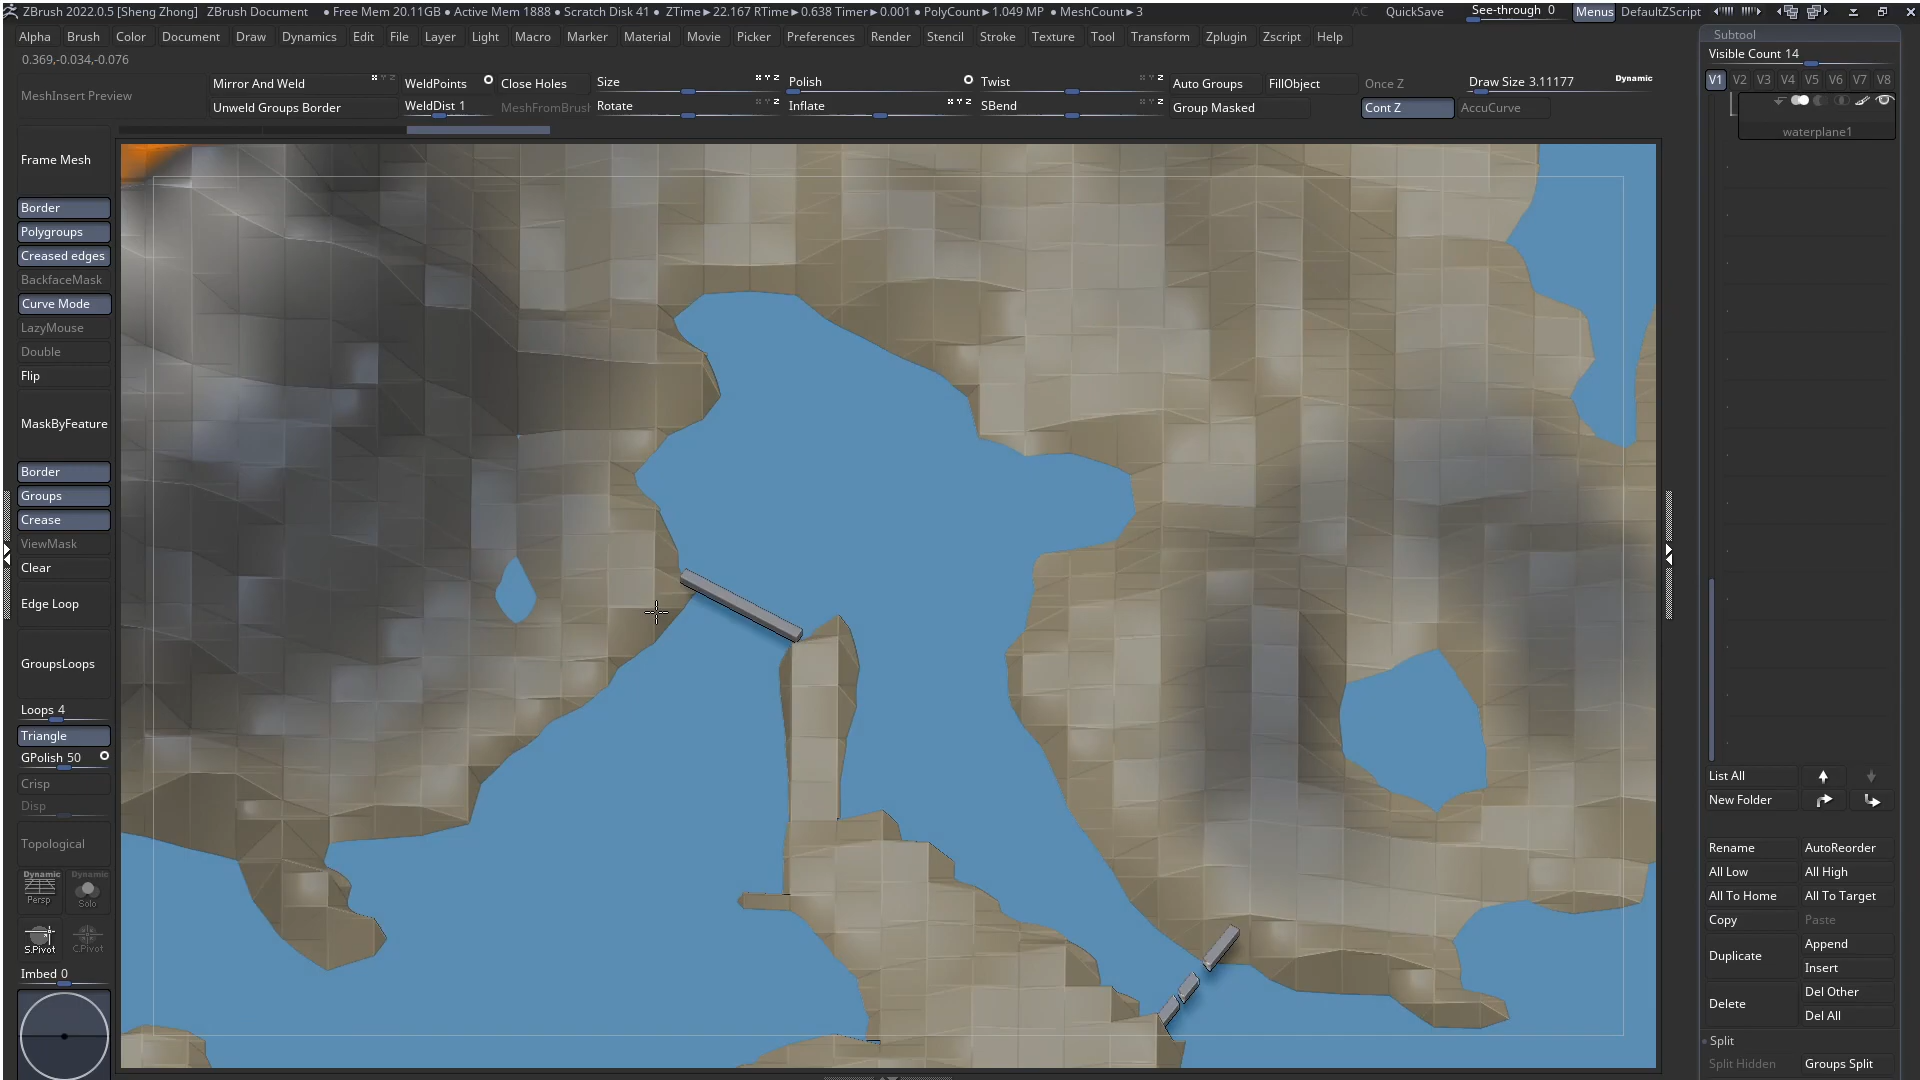 ZBrush 2022.0.5 [Sheng Zhong] ZBrush Document • Free Mem 20.11GB • Active Mem 1888 • Scratch Disk 41 • ZTime►22.167 RTime►0.638 Timer►0.001 • PolyCount►1.049 MP • MeshCount►3 AC QuickSave See-through 0 Menus DefaultZScript
Alpha Brush Color Document Draw Dynamics Edit File Layer Light Macro Marker Material Movie Picker Preferences Render Stencil Stroke Texture Tool Transform Zplugin Zscript Help
0.369,-0.034,-0.076
MeshInsert Preview
Mirror And Weld WeldPoints Close Holes Size Polish Twist Auto Groups FillObject Once Z Draw Size 3.11177 Dynamic
Unweld Groups Border WeldDist 1 MeshFromBrush Rotate Inflate SBend Group Masked Cont Z AccuCurve
Frame Mesh
Border
Polygroups
Creased edges
BackfaceMask
Curve Mode
LazyMouse
Double
Flip
MaskByFeature
Border
Groups
Crease
ViewMask
Clear
Edge Loop
GroupsLoops
Loops 4
Triangle
GPolish 50
Crisp
Disp
Topological
Dynamic Dynamic
Persp Solo
S.Pivot C.Pivot
Imbed 0
Subtool
Visible Count 14
V1 V2 V3 V4 V5 V6 V7 V8
waterplane1
List All
New Folder
Rename AutoReorder
All Low All High
All To Home All To Target
Copy Paste
Duplicate Append
Insert
Delete Del Other
Del All
Split
Split Hidden Groups Split